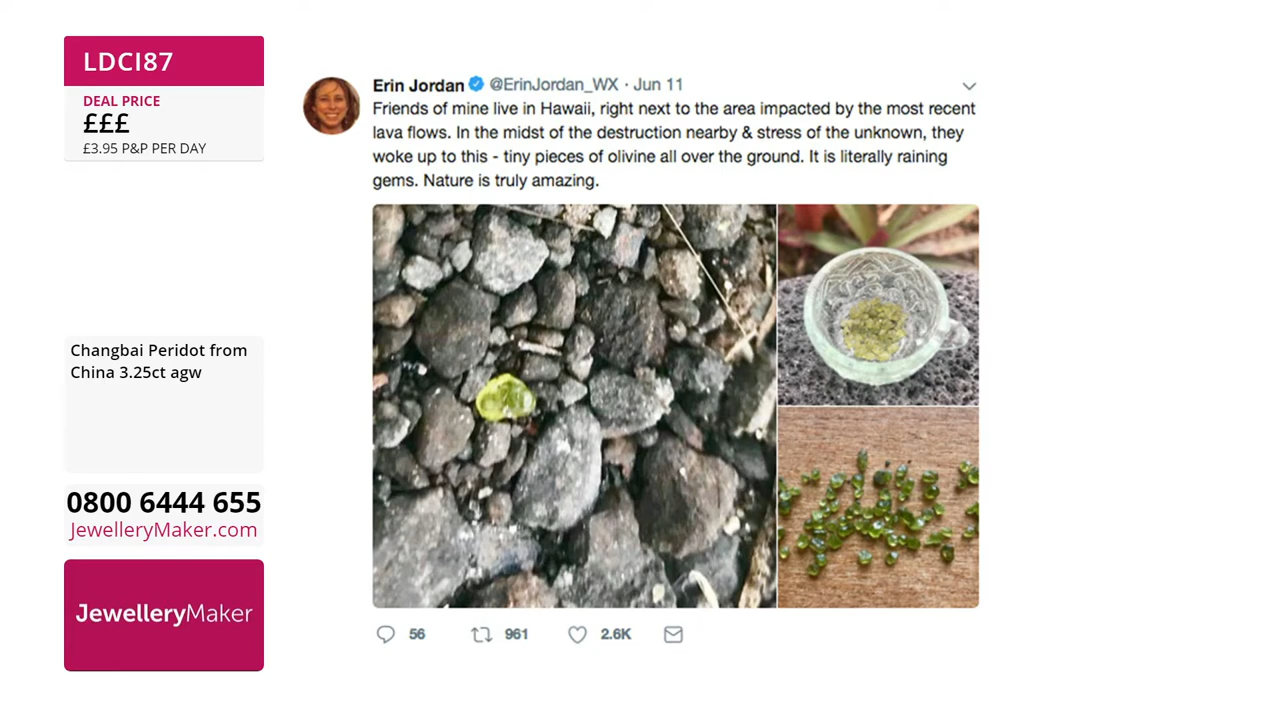 LDCI87
DEAL PRICE
£££
£3.95 P&P PER DAY
Changbai Peridot from
China 3.25ct agw
0800 6444 655
JewelleryMaker.com
JewelleryMaker
Erin Jordan @ErinJordan_WX · Jun 11
Friends of mine live in Hawaii, right next to the area impacted by the most recent
lava flows. In the midst of the destruction nearby & stress of the unknown, they
woke up to this - tiny pieces of olivine all over the ground. It is literally raining
gems. Nature is truly amazing.
56 961 2.6K